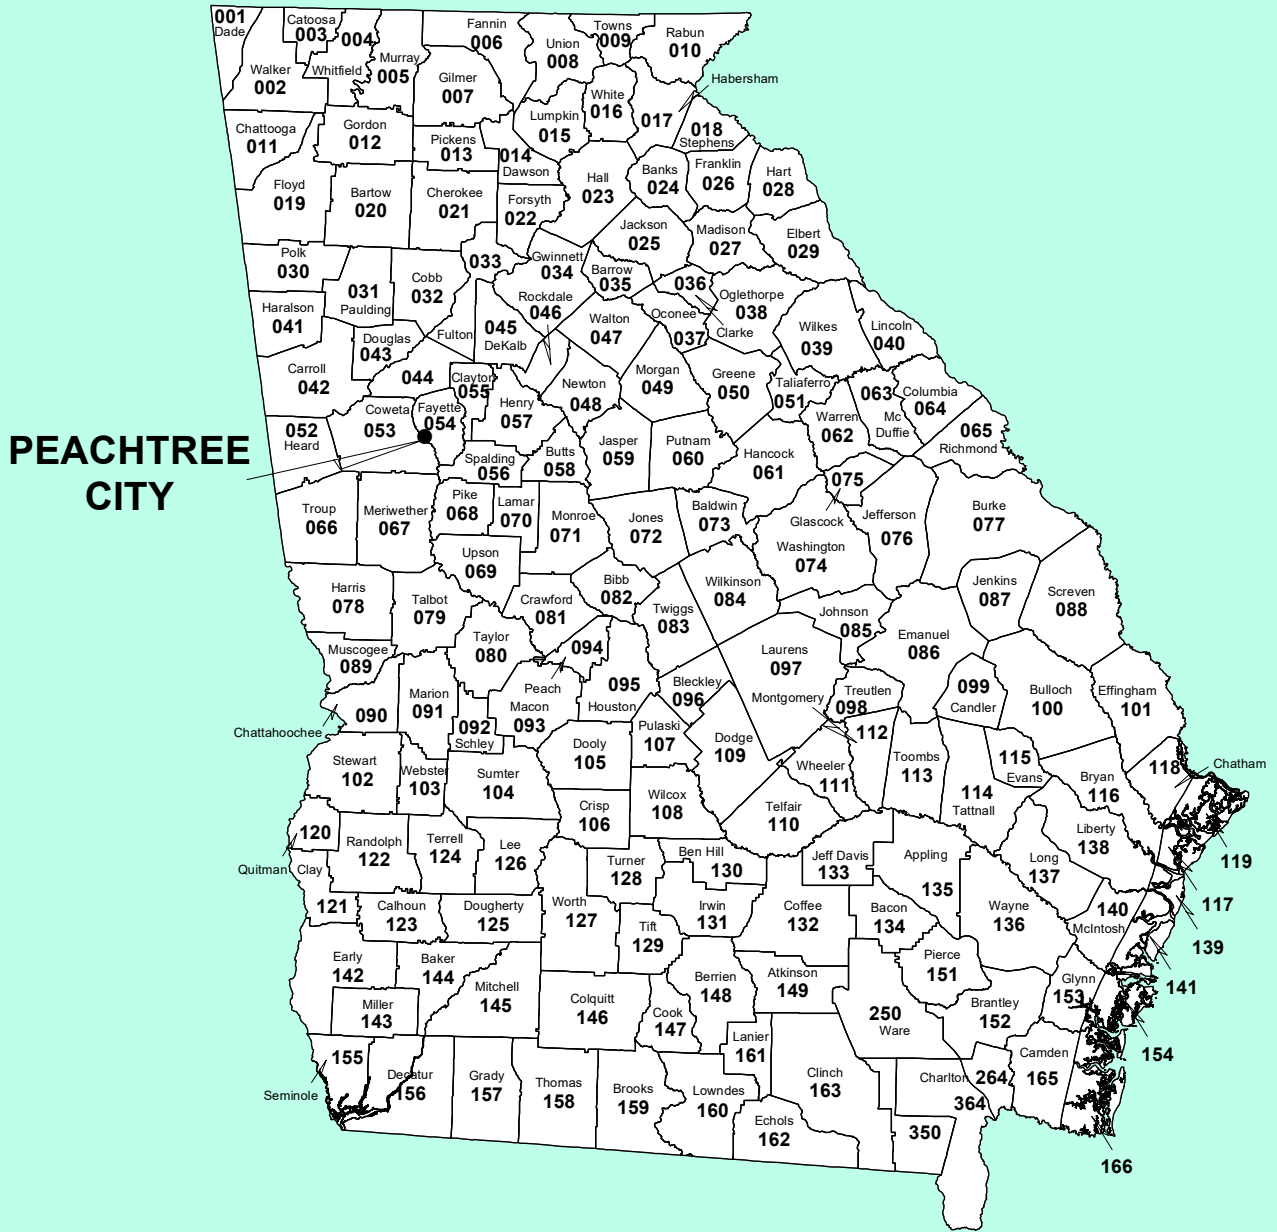 001
Dade
Catoosa
003
004
Whitfield
Walker
002
Murray
005
Fannin
006
Gilmer
007
Union
008
Towns
009
Rabun
010
Habersham
Chattooga
011
Gordon
012
Pickens
013
014
Dawson
Lumpkin
015
White
016
017
018
Stephens
Floyd
019
Bartow
020
Cherokee
021
Forsyth
022
Hall
023
Banks
024
Franklin
026
Hart
028
Jackson
025
Madison
027
Elbert
029
Polk
030
031
Paulding
Cobb
032
033
Gwinnett
034
Barrow
035
036
Clarke
Oconee
037
Oglethorpe
038
Wilkes
039
Lincoln
040
Haralson
041
Carroll
042
Douglas
043
Fulton
044
045
DeKalb
Rockdale
046
Walton
047
Newton
048
Morgan
049
Greene
050
Taliaferro
051
052
Heard
Coweta
053
Fayette
054
Clayton
055
Spalding
056
Henry
057
Butts
058
Jasper
059
Putnam
060
Hancock
061
Warren
062
063
Mc
Duffie
Columbia
064
065
Richmond
PEACHTREE
CITY
Troup
066
Meriwether
067
Pike
068
Upson
069
Lamar
070
Monroe
071
Jones
072
Baldwin
073
Washington
074
075
Glascock
Jefferson
076
Burke
077
Harris
078
Talbot
079
Taylor
080
Crawford
081
Bibb
082
Twiggs
083
Wilkinson
084
Johnson
085
Emanuel
086
Jenkins
087
Screven
088
Muscogee
089
090
Chattahoochee
Marion
091
092
Schley
Macon
093
094
Peach
095
Houston
Bleckley
096
Laurens
097
Treutlen
098
099
Candler
Bulloch
100
Effingham
101
Stewart
102
Webster
103
Sumter
104
Dooly
105
Crisp
106
Pulaski
107
Wilcox
108
Dodge
109
Telfair
110
Wheeler
111
Montgomery
112
Toombs
113
114
Tattnall
115
Evans
Bryan
116
117
118
Chatham
119
120
Quitman
Clay
121
Randolph
122
Calhoun
123
Terrell
124
Dougherty
125
Lee
126
Worth
127
Turner
128
Tift
129
Ben Hill
130
Irwin
131
Coffee
132
Jeff Davis
133
Bacon
134
Appling
135
Wayne
136
Long
137
Liberty
138
139
140
McIntosh
141
Early
142
Miller
143
Baker
144
Mitchell
145
Colquitt
146
Cook
147
Berrien
148
Atkinson
149
250
Ware
Pierce
151
Brantley
152
Glynn
153
154
155
Seminole
Decatur
156
Grady
157
Thomas
158
Brooks
159
Lowndes
160
Lanier
161
Echols
162
Clinch
163
Charlton
264
364
350
Camden
165
166